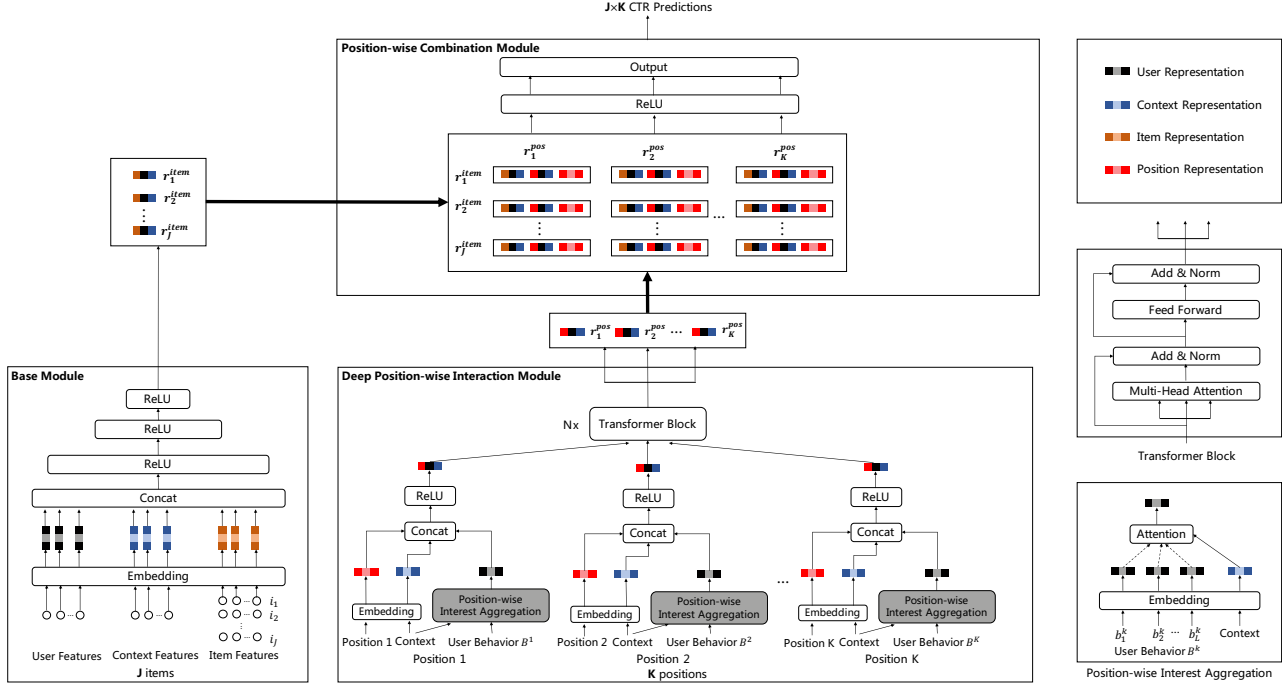 J×K CTR Predictions
Position-wise Combination Module
Output
ReLU
r_1^{pos} r_2^{pos} r_K^{pos}
r_1^{item}
r_2^{item}
...
⋮ ⋮ ⋮
r_J^{item}
r_1^{item}
r_2^{item}
⋮
r_J^{item}
r_1^{pos} r_2^{pos} ··· r_K^{pos}
Base Module
ReLU
ReLU
ReLU
Concat
Embedding
... ... ... i_1
... i_2
⋮
... i_J
User Features Context Features Item Features
J items
Deep Position-wise Interaction Module
Nx Transformer Block
ReLU
Concat
Embedding
Position-wise
Interest Aggregation
Position 1 Context User Behavior B^1
Position 1
ReLU
Concat
Embedding
Position-wise
Interest Aggregation
Position 2 Context User Behavior B^2
Position 2
...
ReLU
Concat
Embedding
Position-wise
Interest Aggregation
Position K Context User Behavior B^K
Position K
K positions
User Representation
Context Representation
Item Representation
Position Representation
Add & Norm
Feed Forward
Add & Norm
Multi-Head Attention
Transformer Block
Attention
Embedding
b_1^k b_2^k ··· b_L^k Context
User Behavior B^k
Position-wise Interest Aggregation